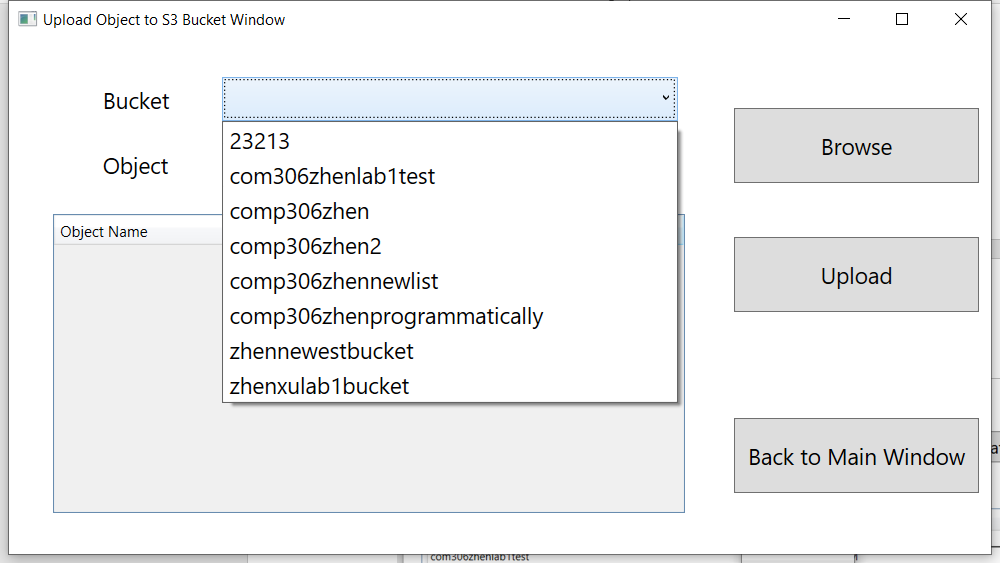 Upload Object to S3 Bucket Window
Bucket
23213
com306zhenlab1test
comp306zhen
comp306zhen2
comp306zhennewlist
comp306zhenprogrammatically
zhennewestbucket
zhenxulab1bucket
Object
Object Name
Browse
Upload
Back to Main Window
com306zhenlab1test